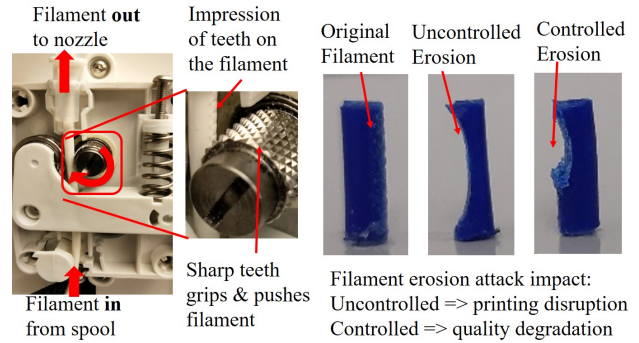 Filament out
to nozzle
Impression
of teeth on
the filament
Filament in
from spool
Sharp teeth
grips & pushes
filament
Original
Filament
Uncontrolled
Erosion
Controlled
Erosion
Filament erosion attack impact:
Uncontrolled => printing disruption
Controlled => quality degradation